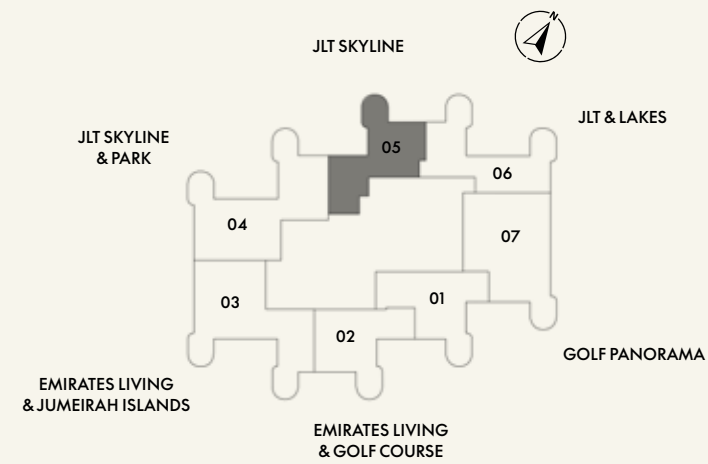 N
JLT SKYLINE
JLT & LAKES
JLT SKYLINE
& PARK
05
06
04
07
03
01
02
GOLF PANORAMA
EMIRATES LIVING
& JUMEIRAH ISLANDS
EMIRATES LIVING
& GOLF COURSE